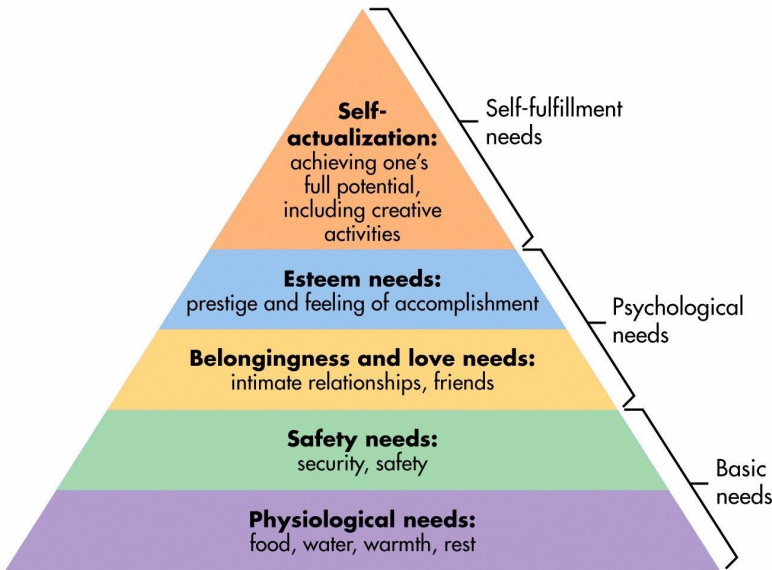 Self-
actualization:
achieving one's
full potential,
including creative
activities
Self-fulfillment
needs
Esteem needs:
prestige and feeling of accomplishment
Psychological
needs
Belongingness and love needs:
intimate relationships, friends
Safety needs:
security, safety
Basic
needs
Physiological needs:
food, water, warmth, rest